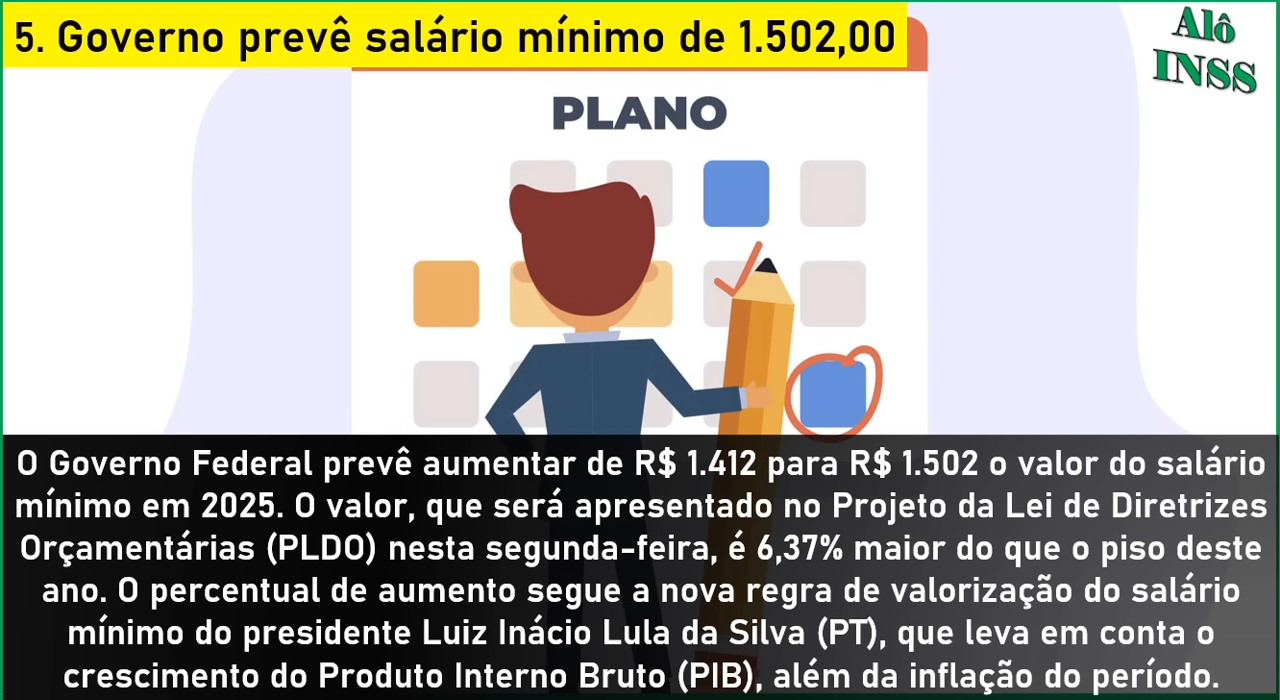 5. Governo prevê salário mínimo de 1.502,00
Alô
INSS
PLANO
O Governo Federal prevê aumentar de R$ 1.412 para R$ 1.502 o valor do salário
mínimo em 2025. O valor, que será apresentado no Projeto da Lei de Diretrizes
Orçamentárias (PLDO) nesta segunda-feira, é 6,37% maior do que o piso deste
ano. O percentual de aumento segue a nova regra de valorização do salário
mínimo do presidente Luiz Inácio Lula da Silva (PT), que leva em conta o
crescimento do Produto Interno Bruto (PIB), além da inflação do período.